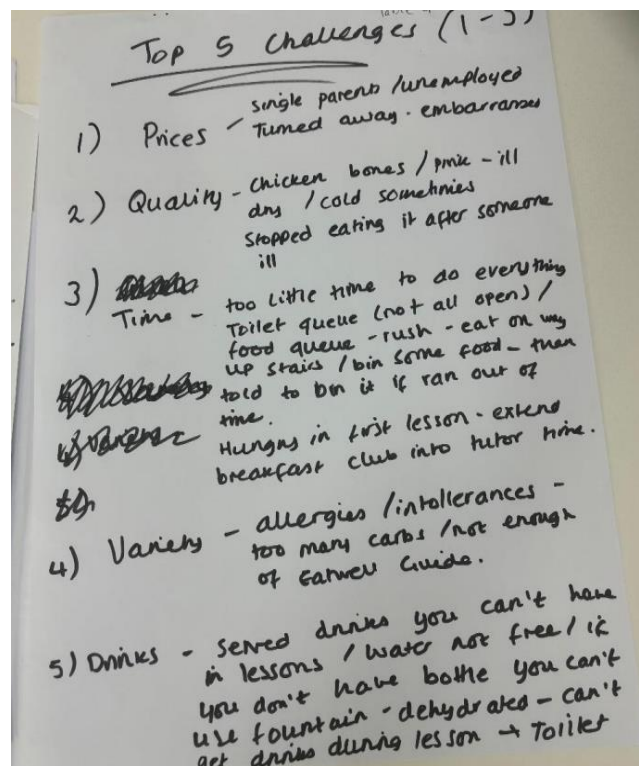 Top 5 Challenges (1-5)
single parents / unemployed
1) Prices - Turned away - embarrasses
2) Quality - Chicken bones / pink - ill
dry / cold sometimes
Stopped eating it after someone
ill
3)
Time - too little time to do everything
Toilet queue (not all open) /
food queue - rush - eat on way
up stairs / bin some food - then
told to bin it if ran out of
time.
Hungry in first lesson - extend
breakfast club into tutor time.
4) Variety - allergies / intollerances -
too many carbs / not enough
of Eatwell Guide.
5) Drinks - Served drinks you can't have
in lessons / water not free / if
you don't have bottle you can't
use fountain - dehydrated - can't
get drinks during lesson → Toilet